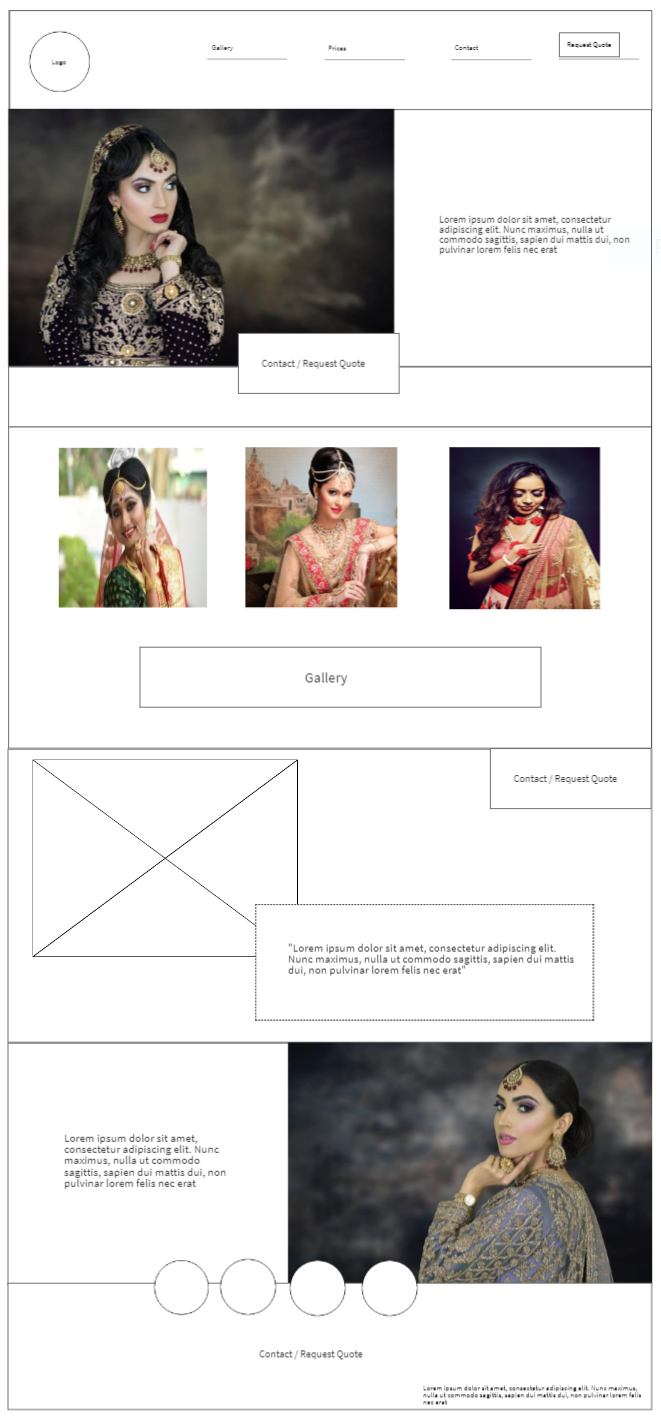 Logo
Gallery
Prices
Contact
Request Quote
Lorem ipsum dolor sit amet, consectetur
adipiscing elit. Nunc maximus, nulla ut
commodo sagittis, sapien dui mattis dui, non
pulvinar lorem felis nec erat
Contact / Request Quote
Gallery
Contact / Request Quote
"Lorem ipsum dolor sit amet, consectetur adipiscing elit.
Nunc maximus, nulla ut commodo sagittis, sapien dui mattis
dui, non pulvinar lorem felis nec erat"
Lorem ipsum dolor sit amet,
consectetur adipiscing elit. Nunc
maximus, nulla ut commodo
sagittis, sapien dui mattis dui, non
pulvinar lorem felis nec erat
Contact / Request Quote
Lorem ipsum dolor sit amet, consectetur adipiscing elit. Nunc maximus,
nulla ut commodo sagittis, sapien dui mattis dui, non pulvinar lorem felis
nec erat